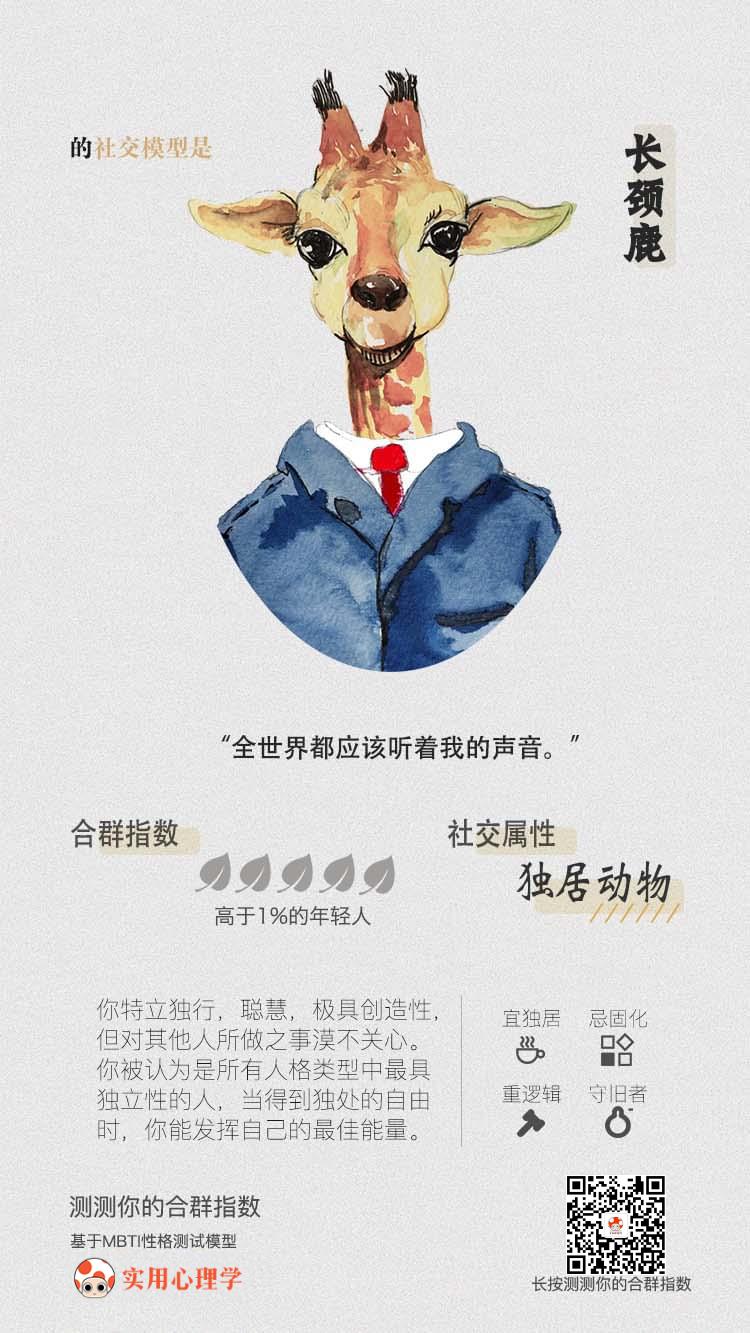 的社交模型是
长颈鹿
“全世界都应该听着我的声音。”
合群指数
高于1%的年轻人
社交属性
独居动物
你特立独行，聪慧，极具创造性，
但对其他人所做之事漠不关心。
你被认为是所有人格类型中最具
独立性的人，当得到独处的自由
时，你能发挥自己的最佳能量。
宜独居 忌固化
重逻辑 守旧者
测测你的合群指数
基于MBTI性格测试模型
实用心理学
长按测测你的合群指数